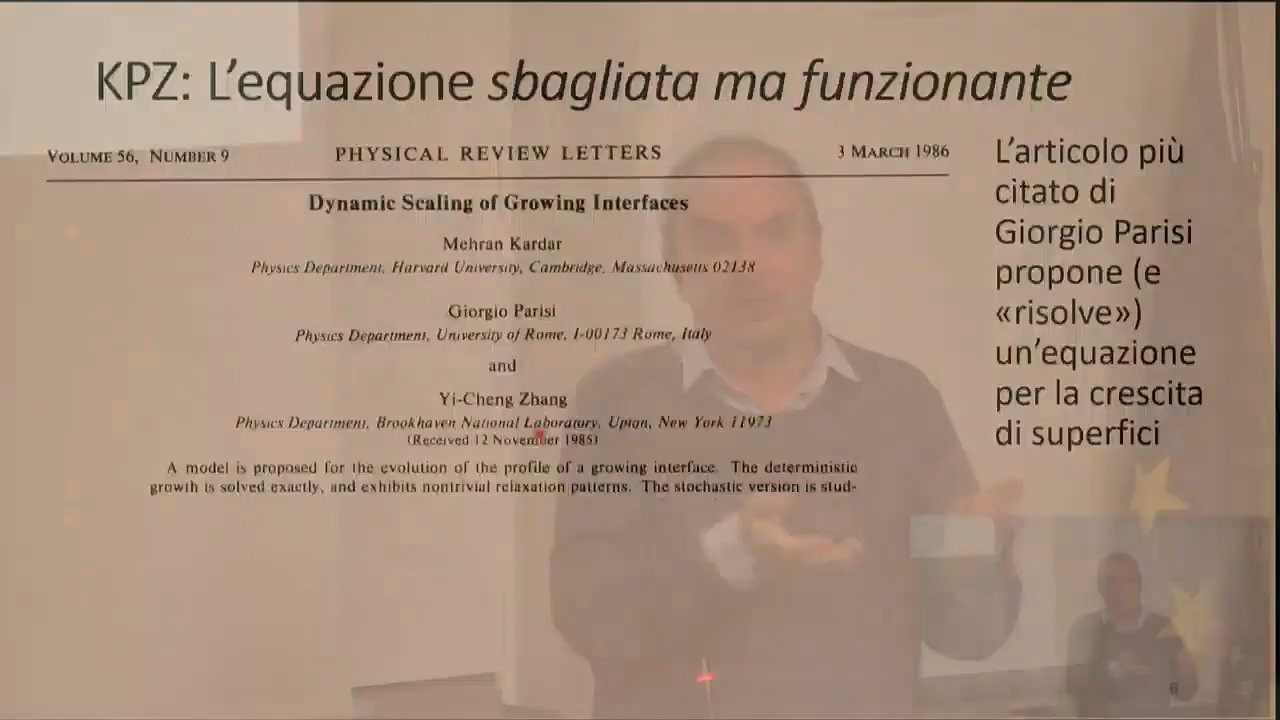 KPZ: L'equazione sbagliata ma funzionante
VOLUME 56, NUMBER 9 PHYSICAL REVIEW LETTERS 3 MARCH 1986
Dynamic Scaling of Growing Interfaces
Mehran Kardar
Physics Department, Harvard University, Cambridge, Massachusetts 02138
Giorgio Parisi
Physics Department, University of Rome, I-00173 Rome, Italy
and
Yi-Cheng Zhang
Physics Department, Brookhaven National Laboratory, Upton, New York 11973
(Received 12 November 1985)
A model is proposed for the evolution of the profile of a growing interface. The deterministic
growth is solved exactly, and exhibits nontrivial relaxation patterns. The stochastic version is stud-
L'articolo più
citato di
Giorgio Parisi
propone (e
«risolve»)
un'equazione
per la crescita
di superfici
6